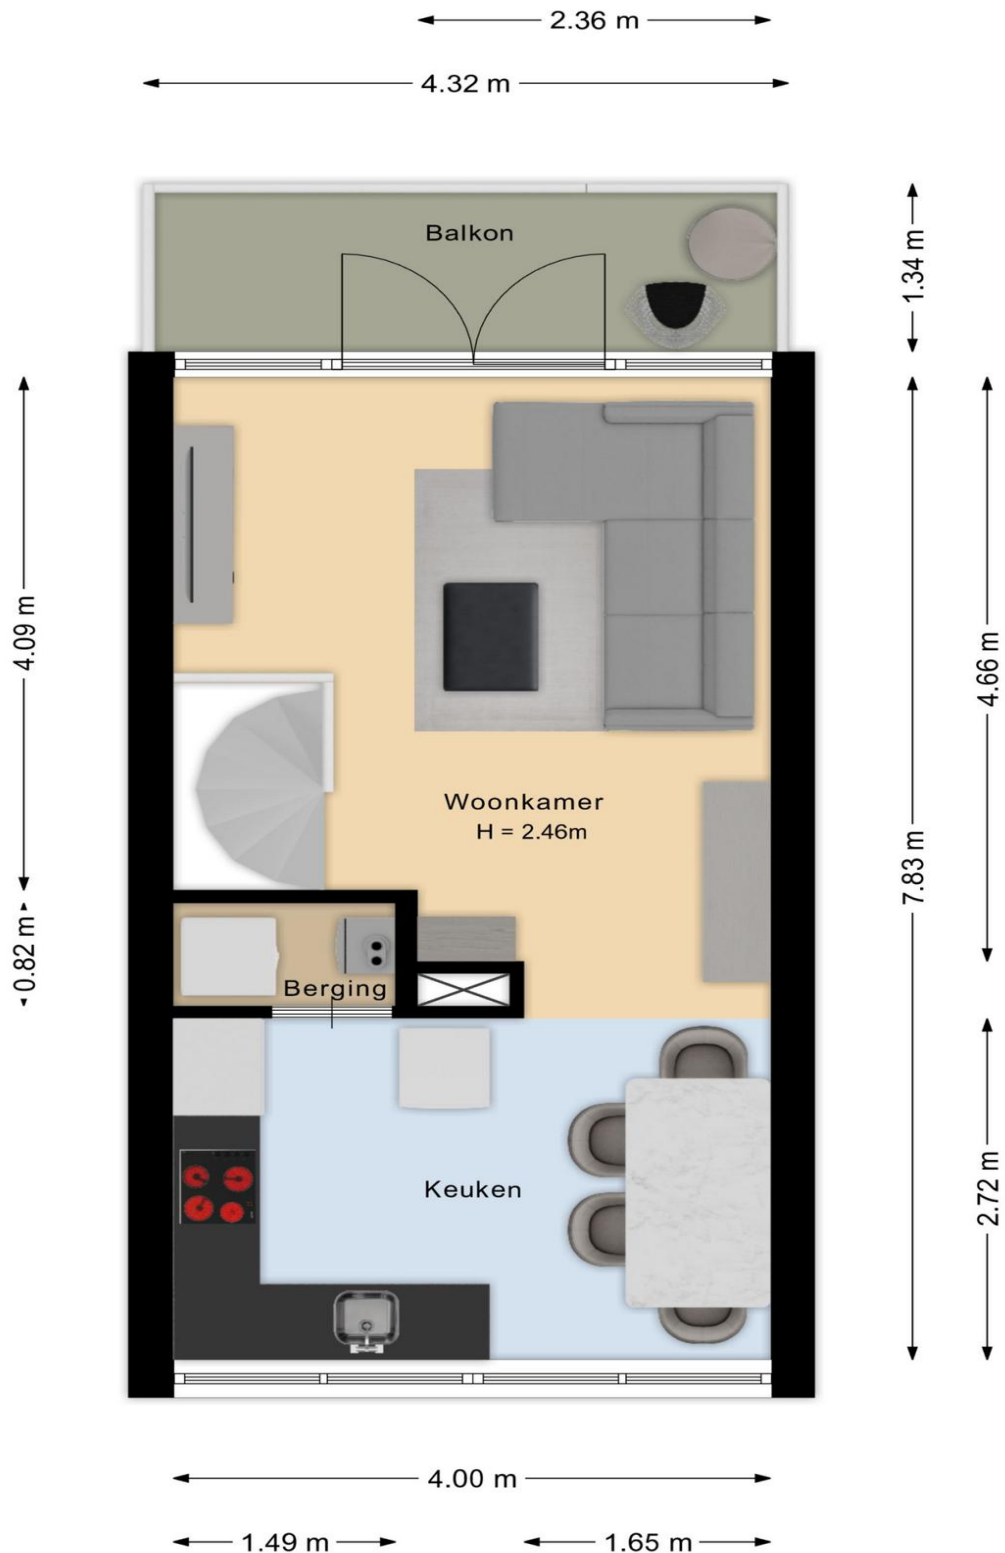 2.36 m
4.32 m
Balkon
1.34 m
4.09 m
4.66 m
Woonkamer
H = 2.46m
7.83 m
0.82 m
Berging
2.72 m
Keuken
4.00 m
1.49 m
1.65 m